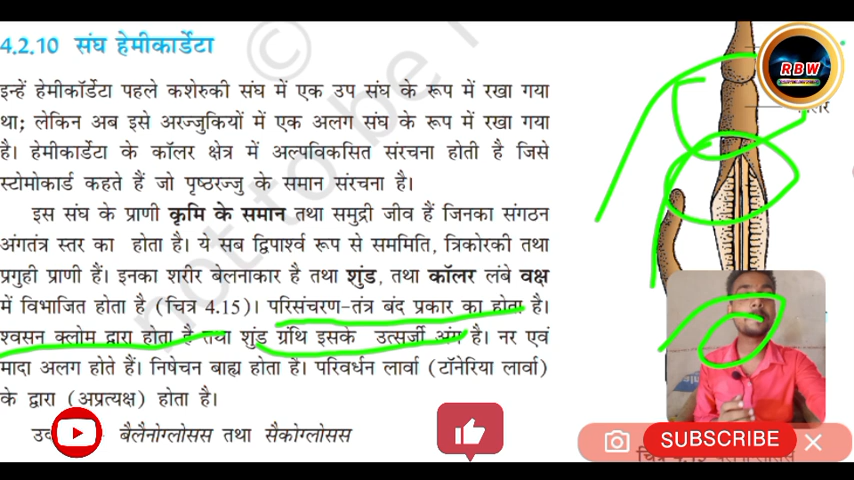 4.2.10 संघ हेमीकार्डेटा
RBW
इन्हें हेमीकॉर्डेटा पहले कशेरुकी संघ में एक उप संघ के रूप में रखा गया
था; लेकिन अब इसे अरज्जुकियों में एक अलग संघ के रूप में रखा गया
है। हेमीकार्डेटा के कॉलर क्षेत्र में अल्पविकसित संरचना होती है जिसे
स्टोमोकार्ड कहते हैं जो पृष्ठरज्जु के समान संरचना है।
इस संघ के प्राणी कृमि के समान तथा समुद्री जीव हैं जिनका संगठन
अंगतंत्र स्तर का होता है। ये सब द्विपार्श्व रूप से सममिति, त्रिकोरकी तथा
प्रगुही प्राणी हैं। इनका शरीर बेलनाकार है तथा शुंड, तथा कॉलर लंबे वक्ष
में विभाजित होता है (चित्र 4.15)। परिसंचरण-तंत्र बंद प्रकार का होता है।
श्वसन क्लोम द्वारा होता है तथा शुंड ग्रंथि इसके उत्सर्जी अंग है। नर एवं
मादा अलग होते हैं। निषेचन बाह्य होता है। परिवर्धन लार्वा (टॉनेरिया लार्वा)
के द्वारा (अप्रत्यक्ष) होता है।
बैलैनोग्लोसस तथा सैकोग्लोसस
SUBSCRIBE
not to be
©